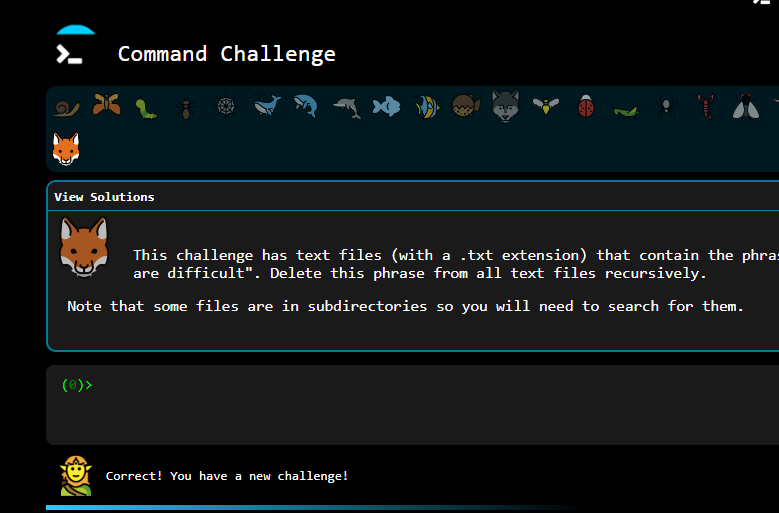 Command Challenge
View Solutions
This challenge has text files (with a .txt extension) that contain the
are difficult". Delete this phrase from all text files recursively.
Note that some files are in subdirectories so you will need to search for them.
(0)>
Correct! You have a new challenge!